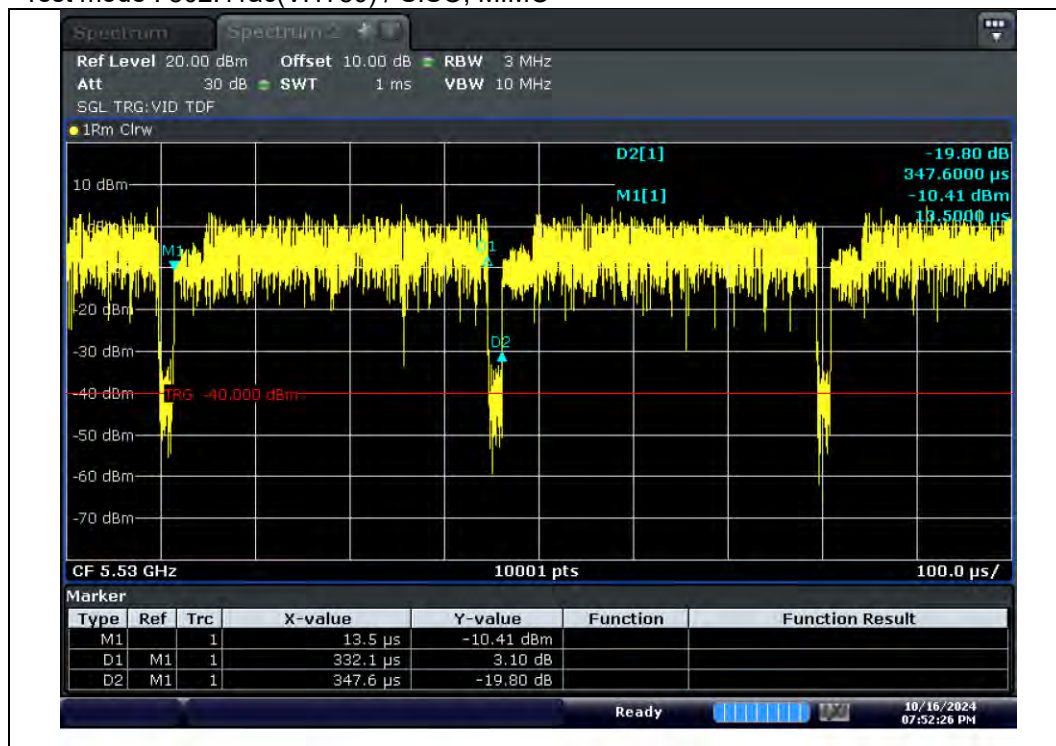 Spectrum Spectrum 2
Ref Level 20.00 dBm Offset 10.00 dB RBW 3 MHz
Att 30 dB SWT 1 ms VBW 10 MHz
SGL TRG:VID TDF
1Rm Clrw
D2[1] -19.80 dB
347.6000 µs
10 dBm
M1[1] -10.41 dBm
13.5000 µs
M1 D1
-20 dBm
D2
-30 dBm
-40 dBm TRG -40.000 dBm
-50 dBm
-60 dBm
-70 dBm
CF 5.53 GHz 10001 pts 100.0 µs/
Marker
Type Ref Trc X-value Y-value Function Function Result
M1 1 13.5 µs -10.41 dBm
D1 M1 1 332.1 µs 3.10 dB
D2 M1 1 347.6 µs -19.80 dB
Ready 10/16/2024
07:52:26 PM